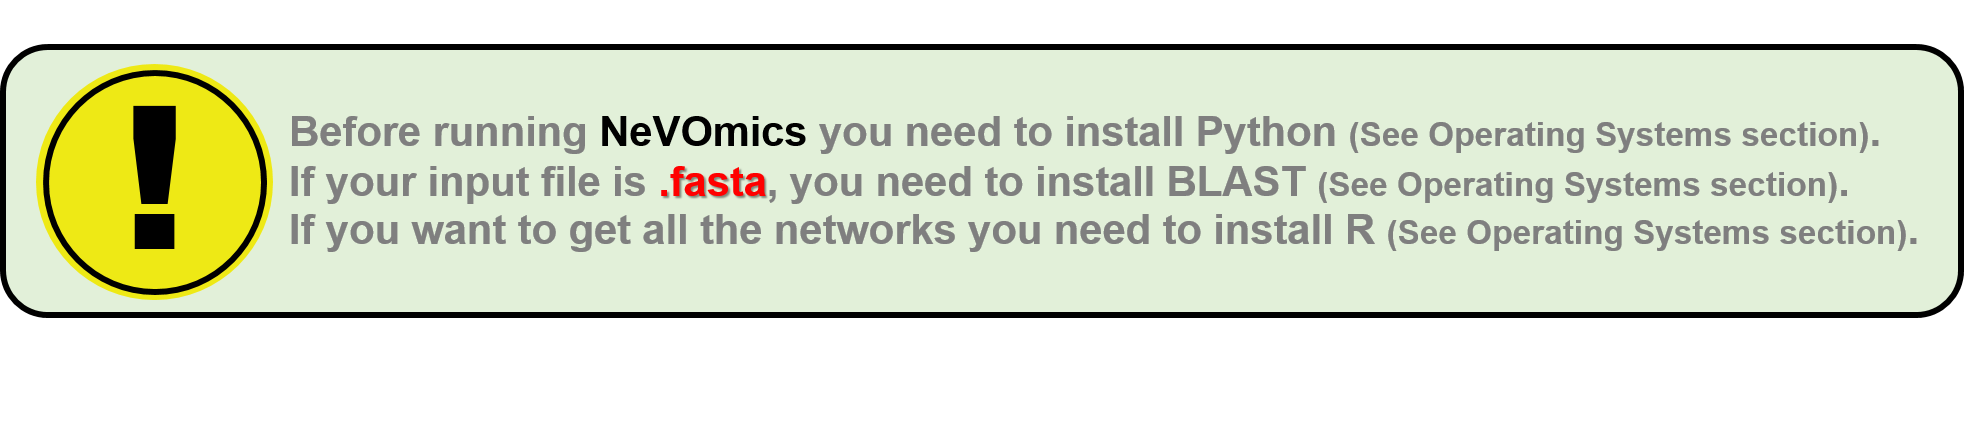 !
Before running NeVOmics you need to install Python (See Operating Systems section).
If your input file is .fasta, you need to install BLAST (See Operating Systems section).
If you want to get all the networks you need to install R (See Operating Systems section).